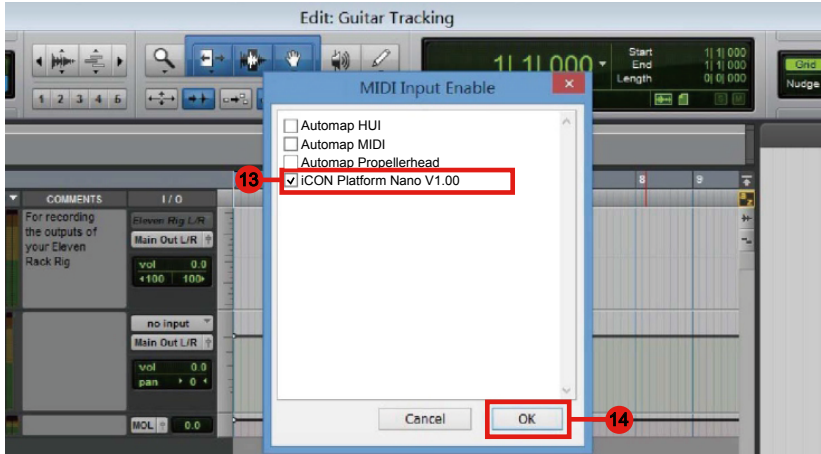 Edit: Guitar Tracking
1| 1| 000
Start 1| 1| 000
End 1| 1| 000
Length 0| 0| 000
Grid
Nudge
1 2 3 4 5
S M
MIDI Input Enable
Automap HUI
Automap MIDI
Automap Propellerhead
13
iCON Platform Nano V1.00
8
9
COMMENTS
I / O
For recording
the outputs of
your Eleven
Rack Rig
Eleven Rig L/R
Main Out L/R
vol 0.0
100 100
no input
Main Out L/R
vol 0.0
pan 0
MOL 0.0
Cancel
OK
14